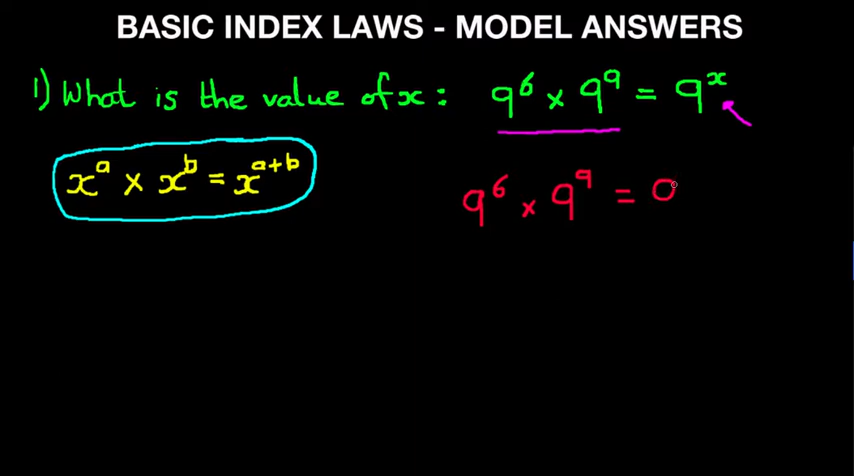 BASIC INDEX LAWS - MODEL ANSWERS
1) What is the value of x: 9⁶ × 9⁹ = 9ˣ
xᵃ × xᵇ = xᵃ⁺ᵇ
9⁶ × 9⁹ =